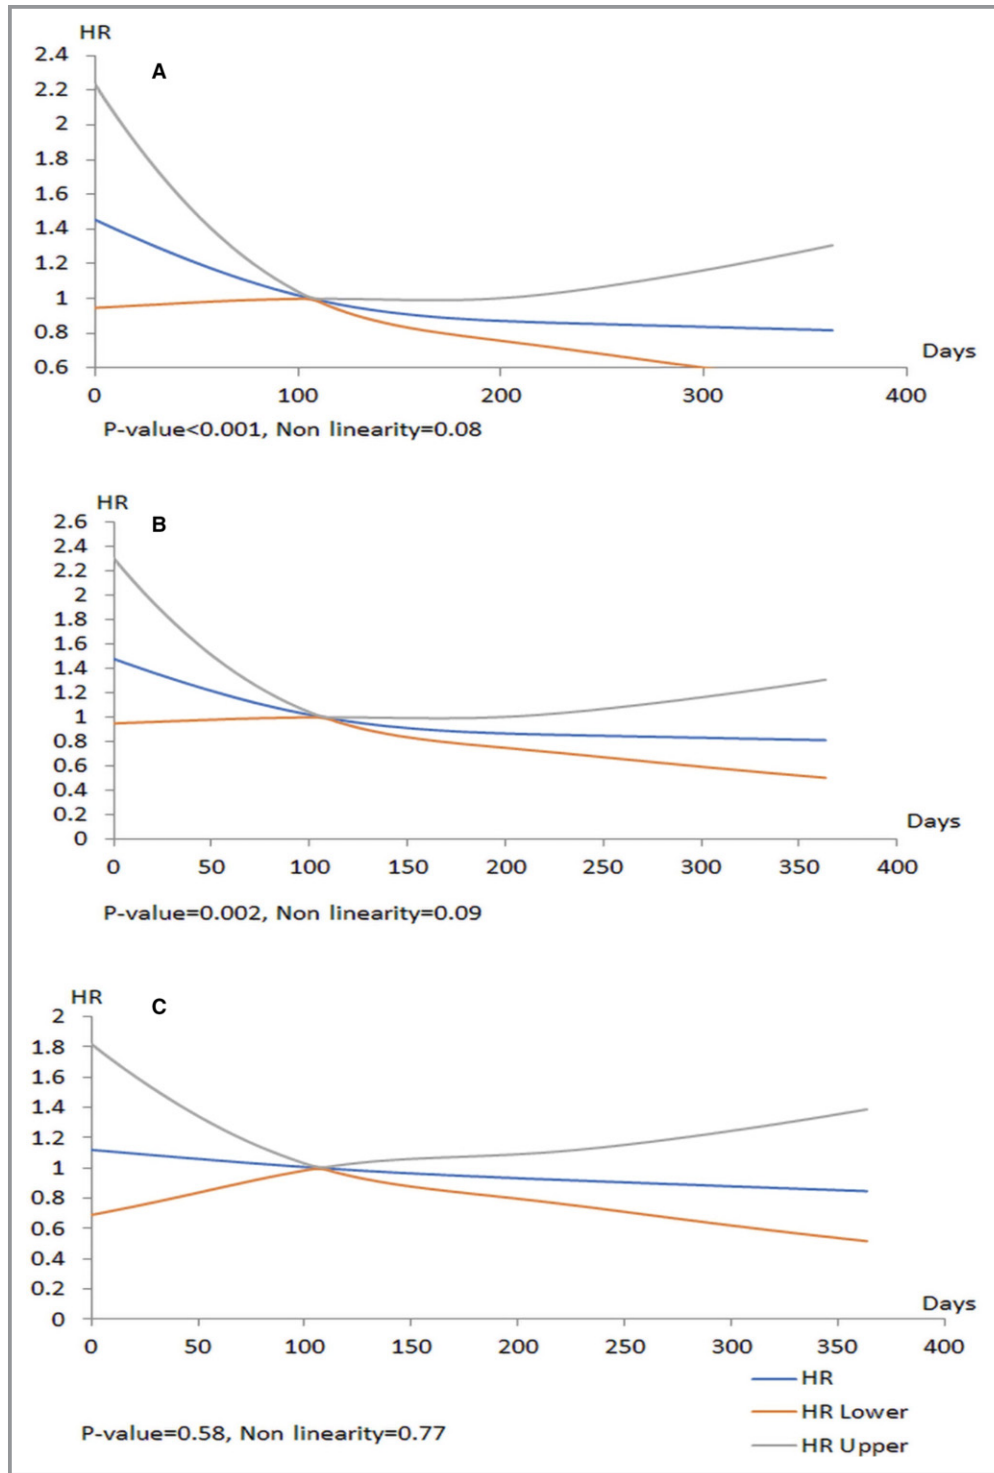 HR
A
2.4
2.2
2
1.8
1.6
1.4
1.2
1
0.8
0.6
Days
0 100 200 300 400
P-value<0.001, Non linearity=0.08
HR
B
2.6
2.4
2.2
2
1.8
1.6
1.4
1.2
1
0.8
0.6
0.4
0.2
0
Days
0 50 100 150 200 250 300 350 400
P-value=0.002, Non linearity=0.09
HR
C
2
1.8
1.6
1.4
1.2
1
0.8
0.6
0.4
0.2
0
Days
0 50 100 150 200 250 300 350 400
HR
HR Lower
HR Upper
P-value=0.58, Non linearity=0.77